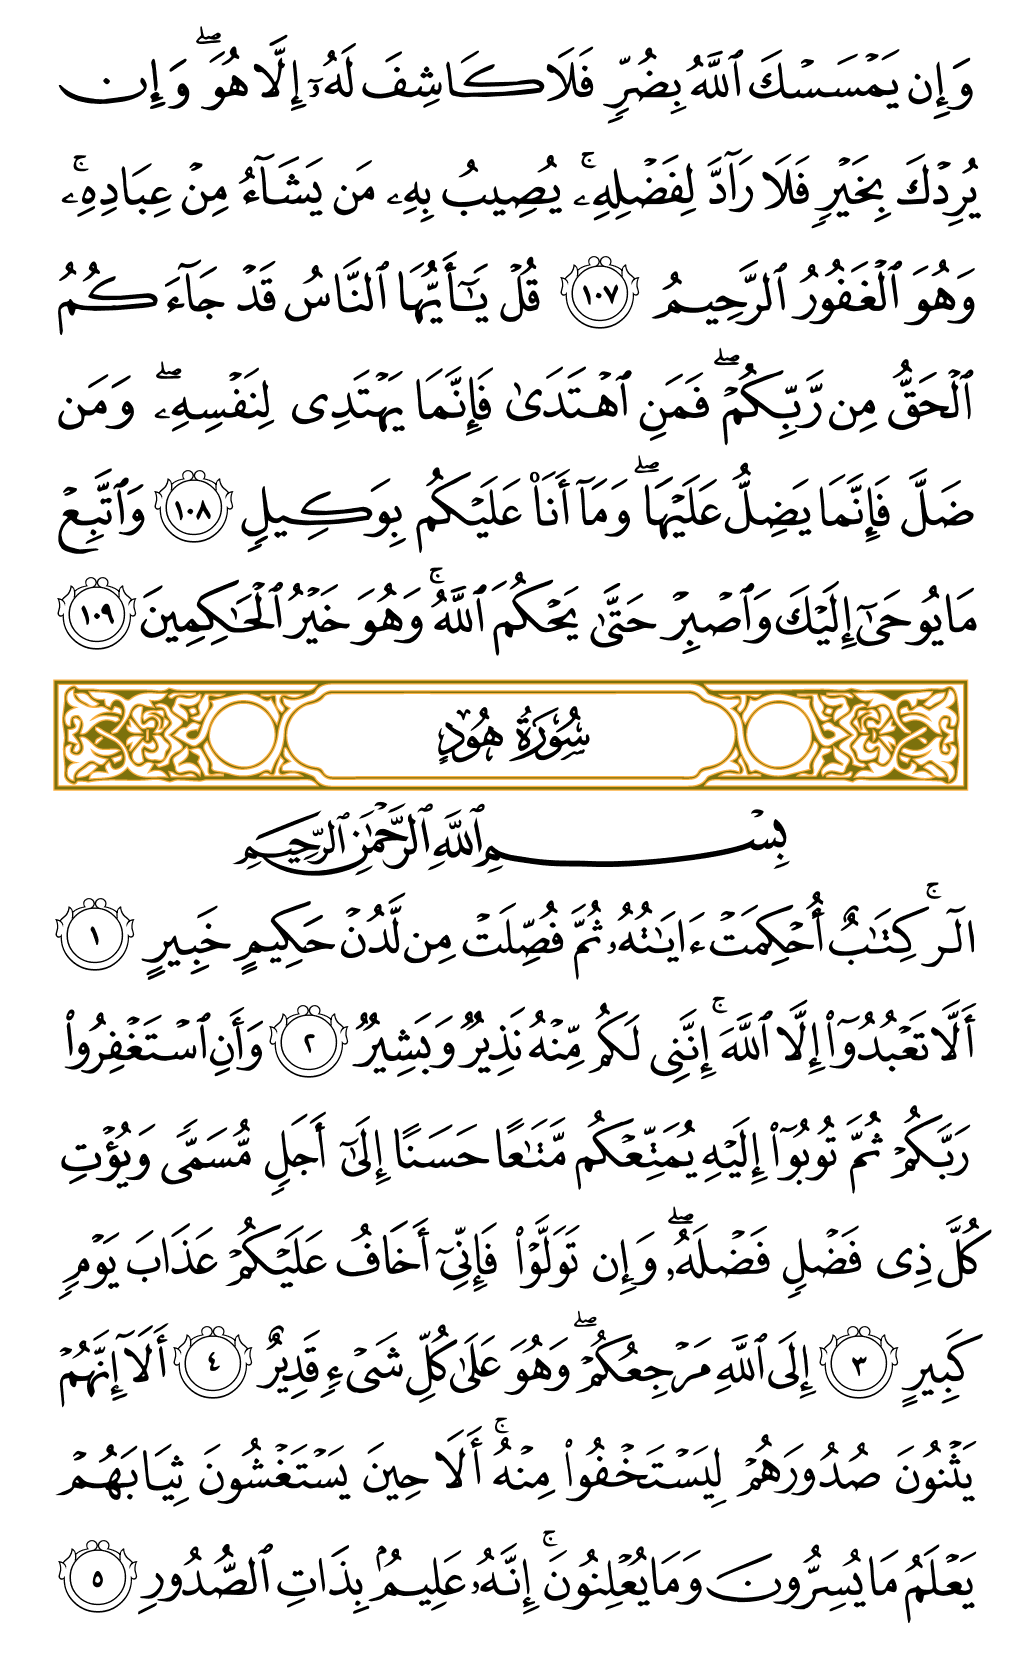 وَإِن يَمۡسَسۡكَ ٱللَّهُ بِضُرّٖ فَلَا كَاشِفَ لَهُۥٓ إِلَّا هُوَۖ وَإِن
يُرِدۡكَ بِخَيۡرٖ فَلَا رَآدَّ لِفَضۡلِهِۦۚ يُصِيبُ بِهِۦ مَن يَشَآءُ مِنۡ عِبَادِهِۦۚ
وَهُوَ ٱلۡغَفُورُ ٱلرَّحِيمُ ١٠٧ قُلۡ يَٰٓأَيُّهَا ٱلنَّاسُ قَدۡ جَآءَكُمُ
ٱلۡحَقُّ مِن رَّبِّكُمۡۖ فَمَنِ ٱهۡتَدَىٰ فَإِنَّمَا يَهۡتَدِي لِنَفۡسِهِۦۖ وَمَن
ضَلَّ فَإِنَّمَا يَضِلُّ عَلَيۡهَاۖ وَمَآ أَنَا۠ عَلَيۡكُم بِوَكِيلٖ ١٠٨ وَٱتَّبِعۡ
مَا يُوحَىٰٓ إِلَيۡكَ وَٱصۡبِرۡ حَتَّىٰ يَحۡكُمَ ٱللَّهُۚ وَهُوَ خَيۡرُ ٱلۡحَٰكِمِينَ ١٠٩
سُورَةُ هُودٍ
بِسۡمِ ٱللَّهِ ٱلرَّحۡمَٰنِ ٱلرَّحِيمِ
الٓرۚ كِتَٰبٌ أُحۡكِمَتۡ ءَايَٰتُهُۥ ثُمَّ فُصِّلَتۡ مِن لَّدُنۡ حَكِيمٍ خَبِيرٍ ١
أَلَّا تَعۡبُدُوٓاْ إِلَّا ٱللَّهَۚ إِنَّنِي لَكُم مِّنۡهُ نَذِيرٞ وَبَشِيرٞ ٢ وَأَنِ ٱسۡتَغۡفِرُواْ
رَبَّكُمۡ ثُمَّ تُوبُوٓاْ إِلَيۡهِ يُمَتِّعۡكُم مَّتَٰعًا حَسَنًا إِلَىٰٓ أَجَلٖ مُّسَمّٗى وَيُؤۡتِ
كُلَّ ذِي فَضۡلٖ فَضۡلَهُۥۖ وَإِن تَوَلَّوۡاْ فَإِنِّيٓ أَخَافُ عَلَيۡكُمۡ عَذَابَ يَوۡمٖ
كَبِيرٍ ٣ إِلَى ٱللَّهِ مَرۡجِعُكُمۡۖ وَهُوَ عَلَىٰ كُلِّ شَيۡءٖ قَدِيرٌ ٤ أَلَآ إِنَّهُمۡ
يَثۡنُونَ صُدُورَهُمۡ لِيَسۡتَخۡفُواْ مِنۡهُۚ أَلَا حِينَ يَسۡتَغۡشُونَ ثِيَابَهُمۡ
يَعۡلَمُ مَا يُسِرُّونَ وَمَا يُعۡلِنُونَۚ إِنَّهُۥ عَلِيمُۢ بِذَاتِ ٱلصُّدُورِ ٥